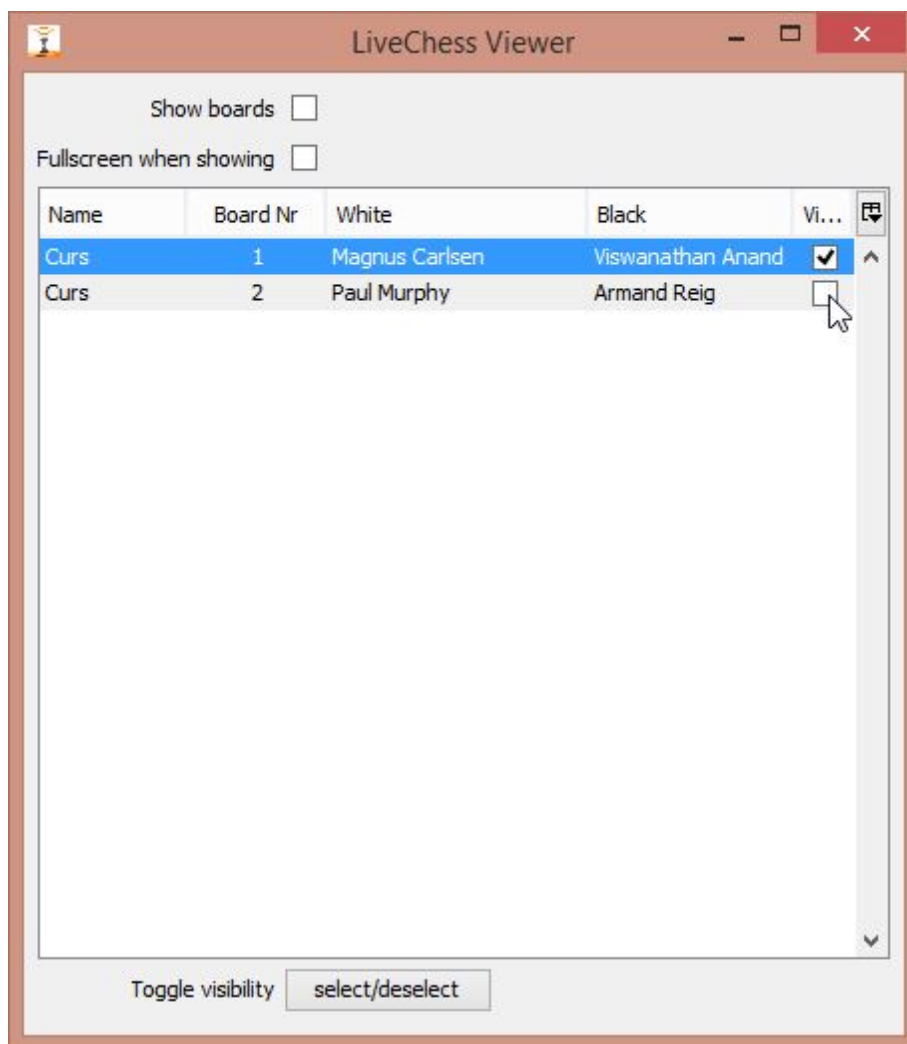 LiveChess Viewer
Show boards
Fullscreen when showing
Name Board Nr White Black Vi...
Curs 1 Magnus Carlsen Viswanathan Anand
Curs 2 Paul Murphy Armand Reig
Toggle visibility select/deselect